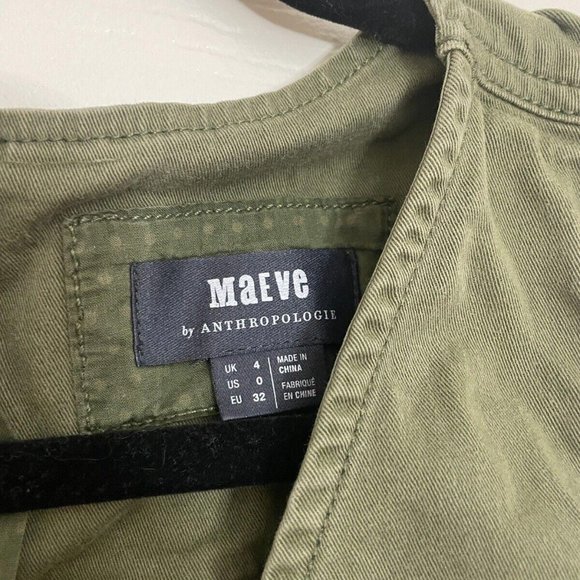 MaEVe
by ANTHROPOLOGIE
UK 4
US 0
EU 32
MADE IN
CHINA
FABRIQUÉ
EN CHINE